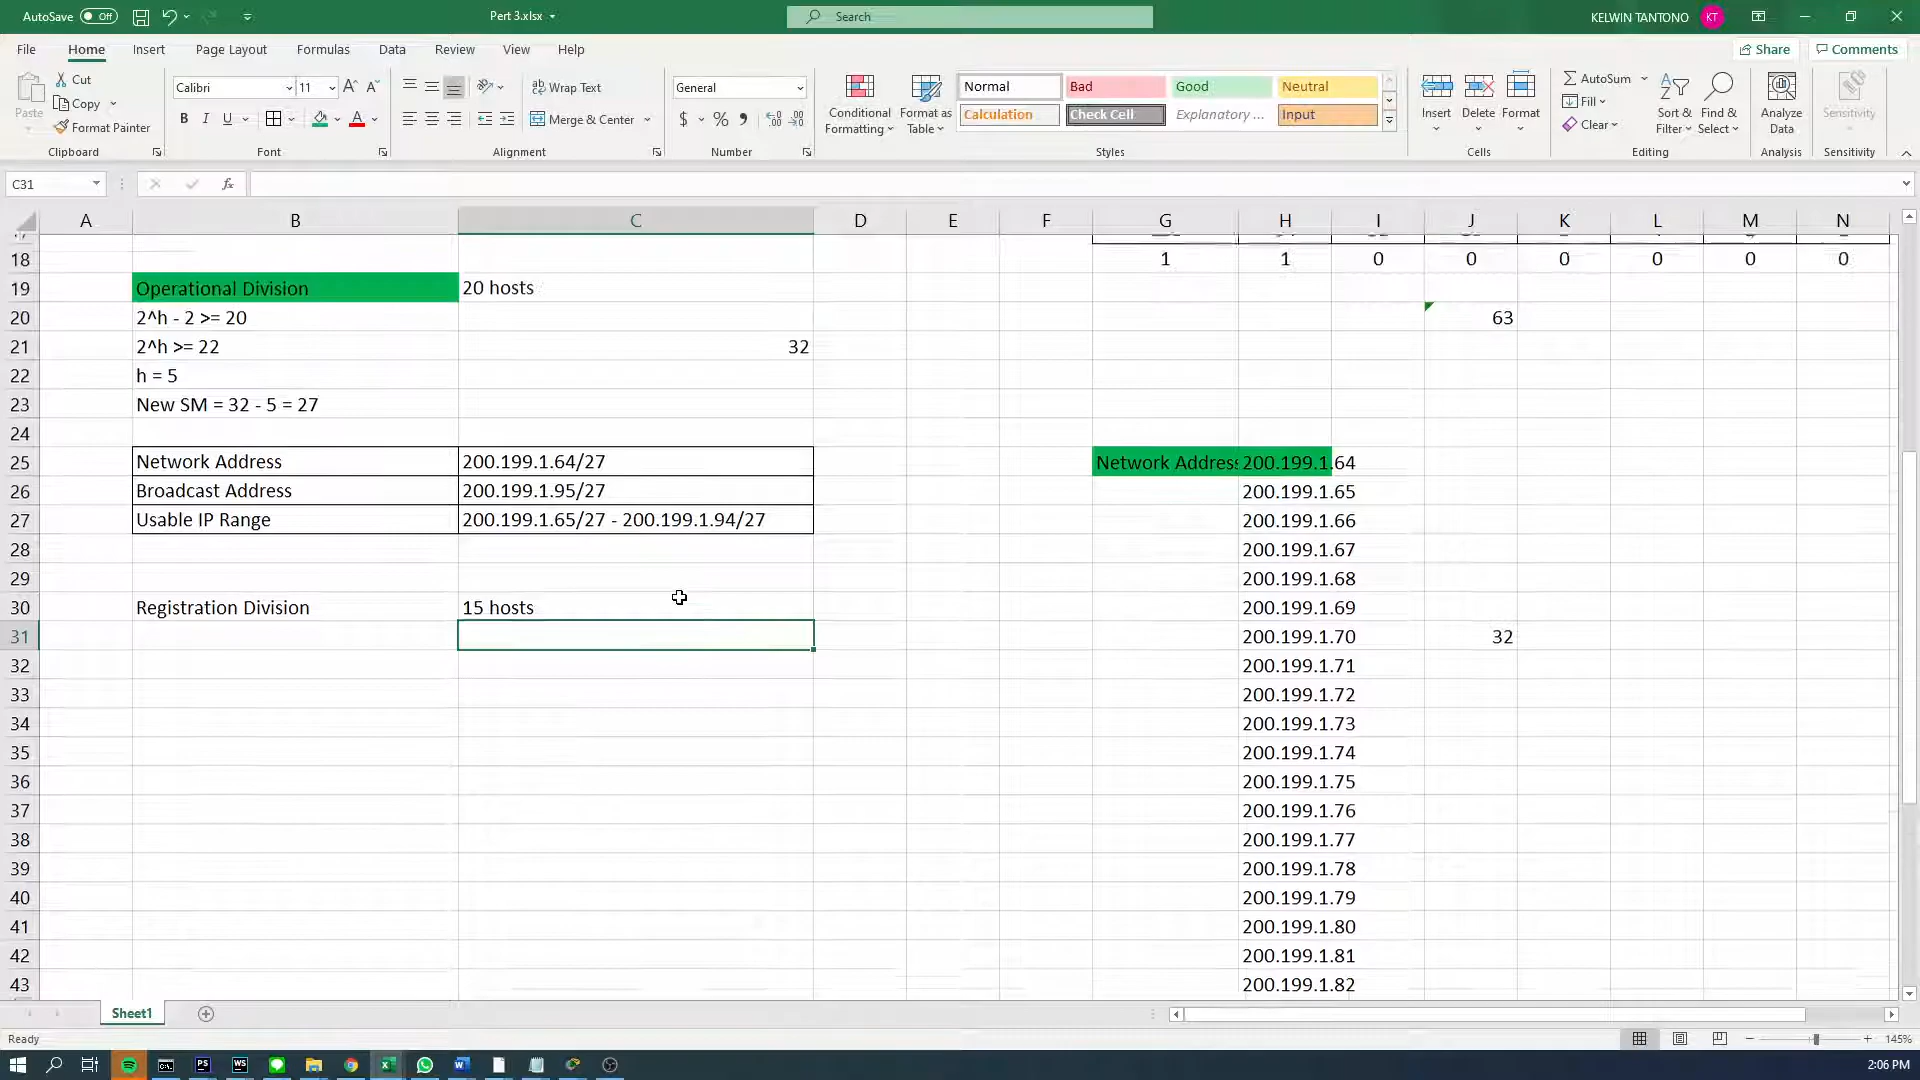 AutoSave Off Pert 3.xlsx Search KELWIN TANTONO KT
File Home Insert Page Layout Formulas Data Review View Help Share Comments
Paste Cut Copy Format Painter Clipboard
Calibri 11 B I U A A Font
Wrap Text Merge & Center Alignment
General $ % Number
Conditional Formatting Format as Table
Normal Bad Good Neutral
Calculation Check Cell Explanatory ... Input
Styles
Insert Delete Format Cells
AutoSum Fill Clear Sort & Filter Find & Select Editing
Analyze Data Analysis
Sensitivity Sensitivity
C31 fx
A B C D E F G H I J K L M N
18 1 1 0 0 0 0 0 0
19 Operational Division 20 hosts
20 2^h - 2 >= 20 63
21 2^h >= 22 32
22 h = 5
23 New SM = 32 - 5 = 27
24
25 Network Address 200.199.1.64/27 Network Address 200.199.1.64
26 Broadcast Address 200.199.1.95/27 200.199.1.65
27 Usable IP Range 200.199.1.65/27 - 200.199.1.94/27 200.199.1.66
28 200.199.1.67
29 200.199.1.68
30 Registration Division 15 hosts 200.199.1.69
31 200.199.1.70 32
32 200.199.1.71
33 200.199.1.72
34 200.199.1.73
35 200.199.1.74
36 200.199.1.75
37 200.199.1.76
38 200.199.1.77
39 200.199.1.78
40 200.199.1.79
41 200.199.1.80
42 200.199.1.81
43 200.199.1.82
Sheet1
Ready 145%
2:06 PM